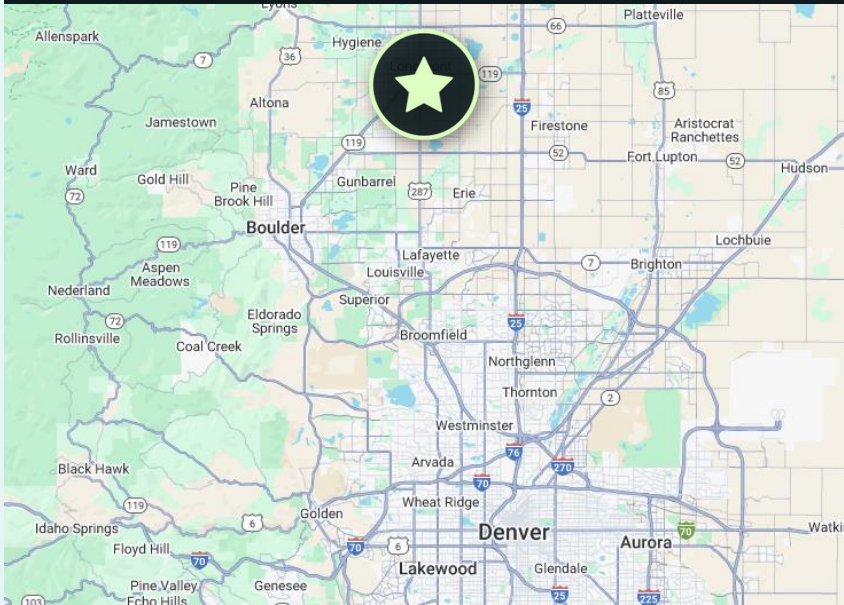 Lyons
Platteville
66
Allenspark
Hygiene
7
36
Longmont
119
85
25
Altona
Firestone
Aristocrat
Ranchettes
Jamestown
119
52
Fort Lupton
52
Hudson
Ward
Gold Hill
Pine
Brook Hill
Gunbarrel
287
Erie
72
Boulder
119
Lochbuie
Lafayette
7
Brighton
Aspen
Meadows
Louisville
Nederland
Superior
Eldorado
Springs
72
25
Rollinsville
Coal Creek
Broomfield
Northglenn
Thornton
2
Westminster
76
Arvada
270
Black Hawk
70
119
Wheat Ridge
Golden
6
Idaho Springs
Denver
70
Aurora
Floyd Hill
70
70
6
Lakewood
Glendale
Pine Valley
Genesee
25
225
Echo Hills
103